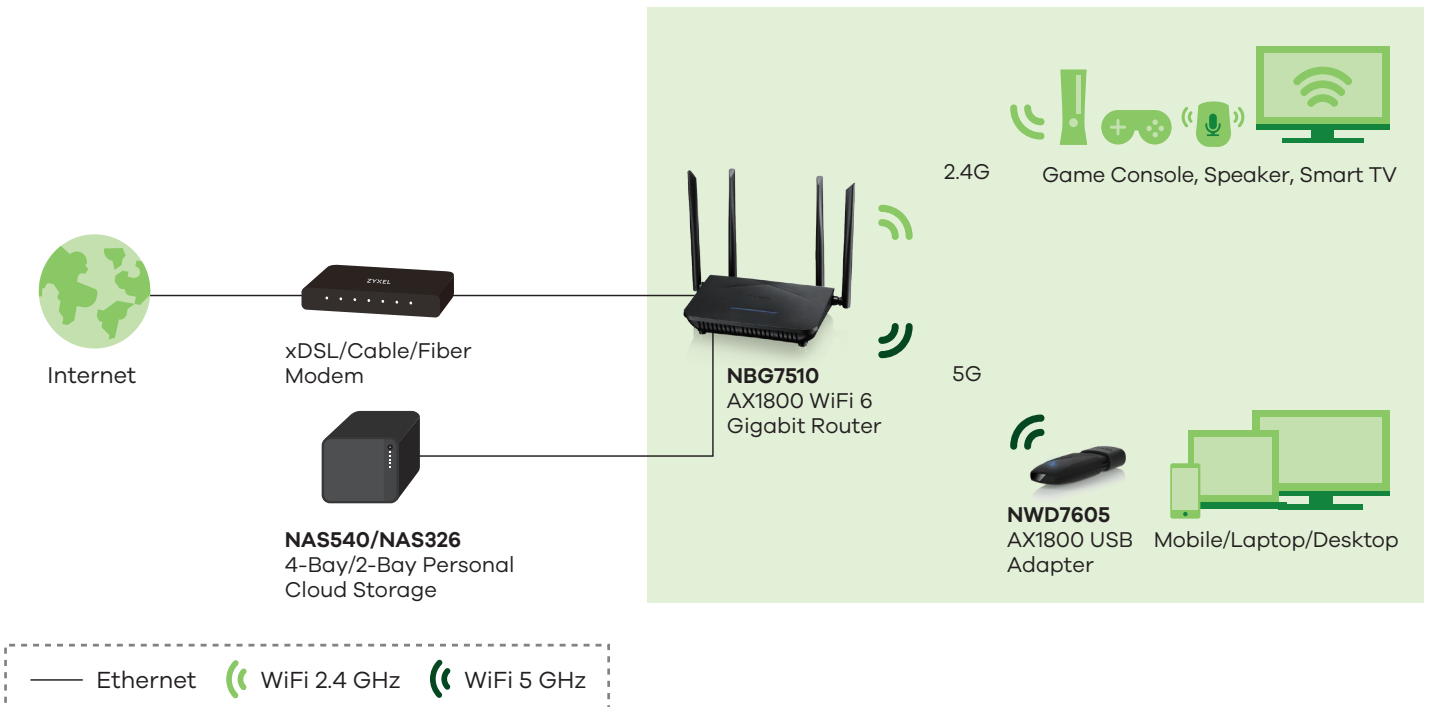 2.4G
Game Console, Speaker, Smart TV
ZYXEL
Internet
xDSL/Cable/Fiber
Modem
NBG7510
AX1800 WiFi 6
Gigabit Router
5G
NAS540/NAS326
4-Bay/2-Bay Personal
Cloud Storage
NWD7605
AX1800 USB
Adapter
Mobile/Laptop/Desktop
Ethernet
WiFi 2.4 GHz
WiFi 5 GHz